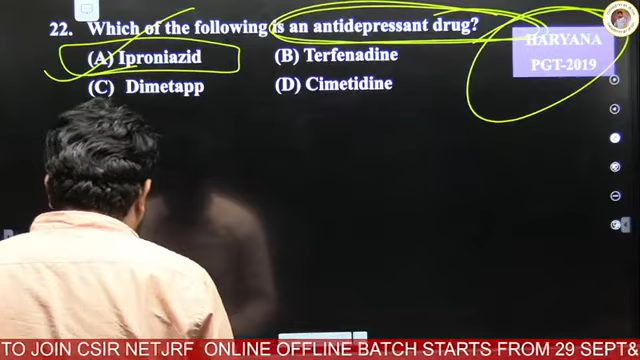 22. Which of the following is an antidepressant drug?
HARYANA
PGT-2019
(A) Iproniazid (B) Terfenadine
(C) Dimetapp (D) Cimetidine
TO JOIN CSIR NETJRF ONLINE OFFLINE BATCH STARTS FROM 29 SEPT&